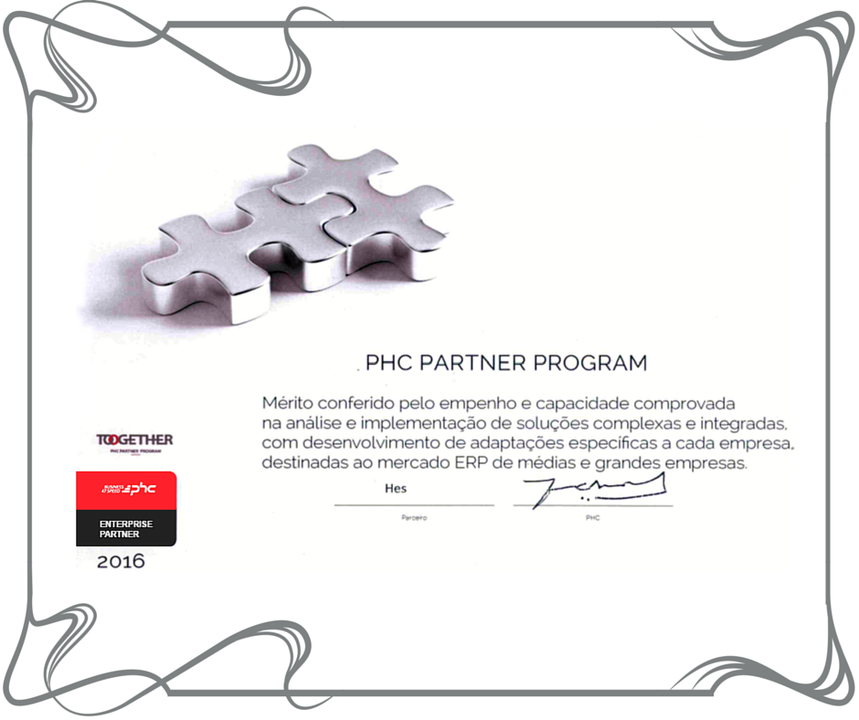 PHC PARTNER PROGRAM
Mérito conferido pelo empenho e capacidade comprovada
na análise e implementação de soluções complexas e integradas,
com desenvolvimento de adaptações específicas a cada empresa,
destinadas ao mercado ERP de médias e grandes empresas.
TOOGETHER
PHC PARTNER PROGRAM
Hes
Parceiro
PHC
BUSINESS
AT SPEED
phc
ENTERPRISE
PARTNER
2016